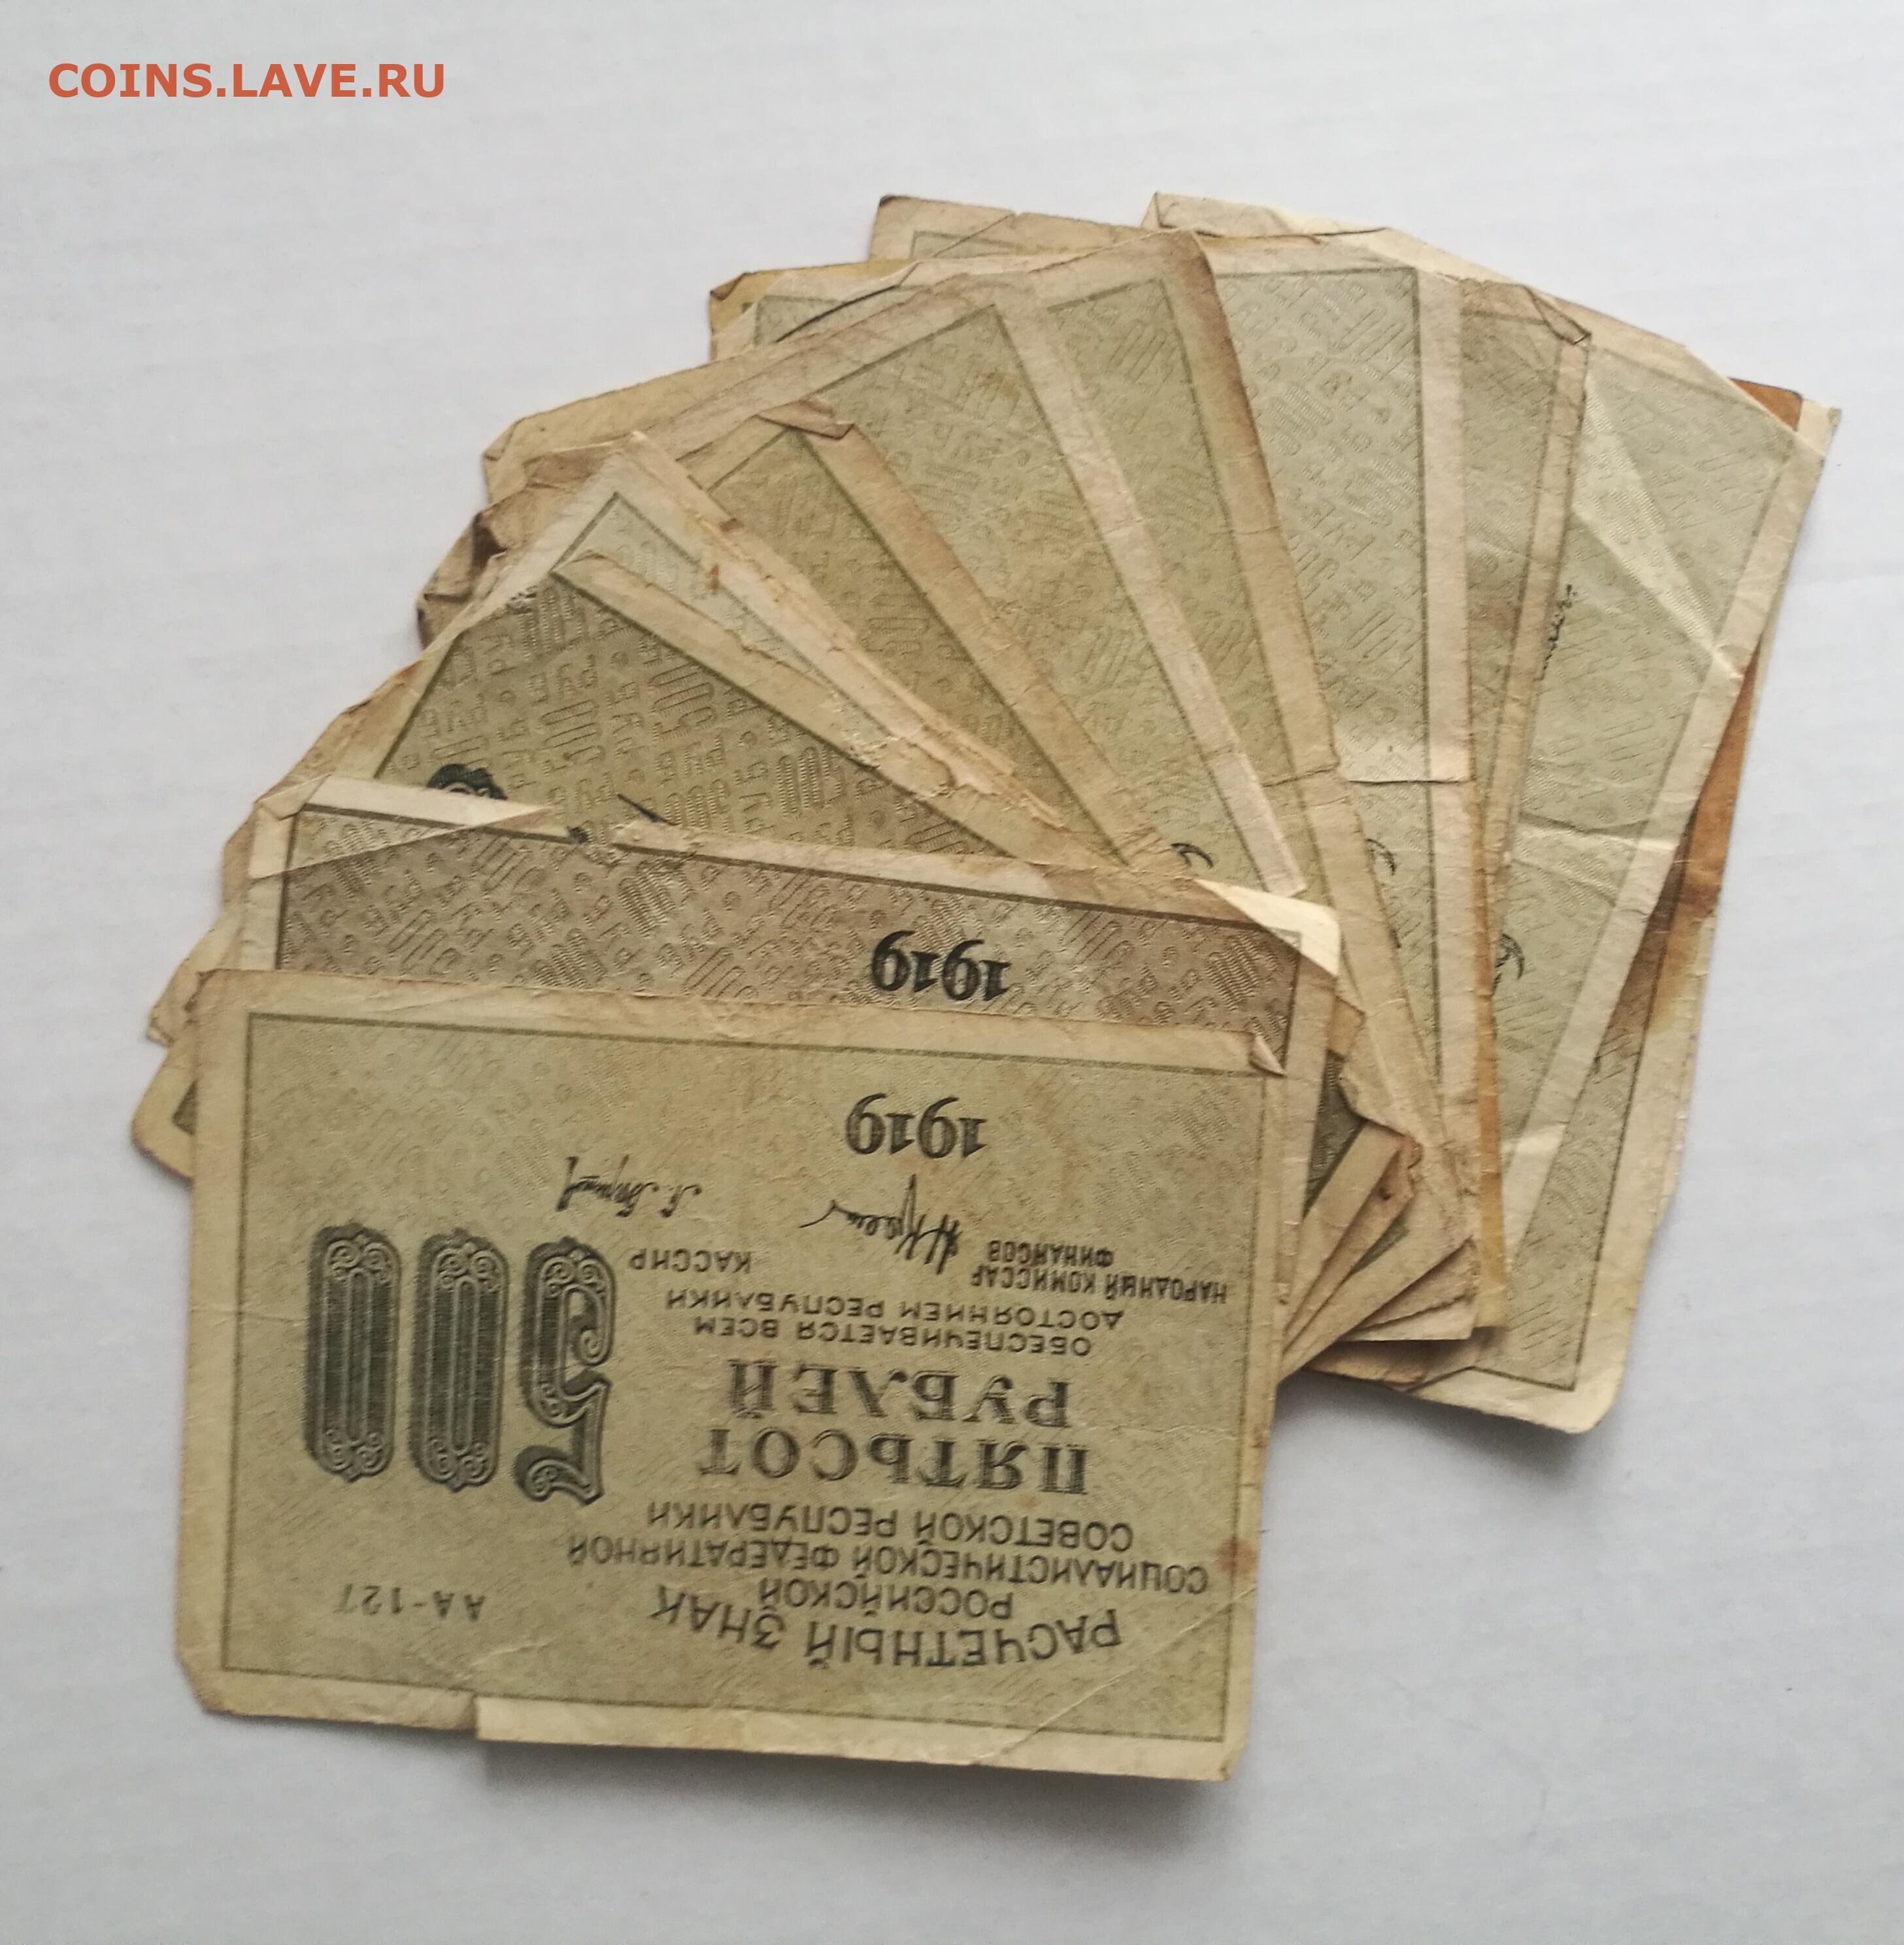 COINS.LAVE.RU
РАСЧЕТНЫЙ ЗНАК
РОССИЙСКОЙ
СОЦИАЛИСТИЧЕСКОЙ ФЕДЕРАТИВНОЙ
СОВЕТСКОЙ РЕСПУБЛИКИ
АА-127
ПЯТЬСОТ
РУБЛЕЙ
500
ОБЕСПЕЧИВАЕТСЯ ВСЕМ
ДОСТОЯНИЕМ РЕСПУБЛИКИ
НАРОДНЫЙ КОМИССАР
ФИНАНСОВ
КАССИР
1919
1919